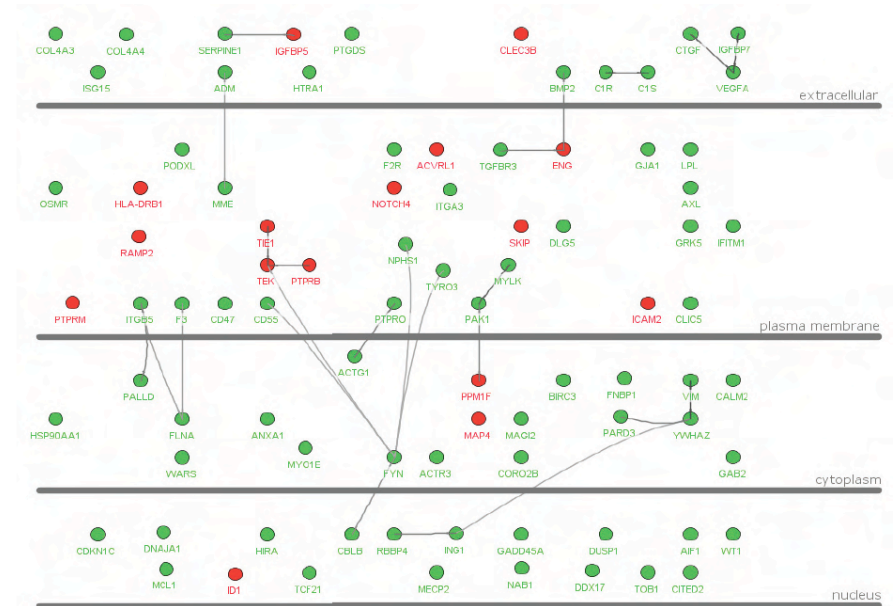 COL4A3 COL4A4 SERPINE1 IGFBP5 PTGDS CLEC3B CTGF IGFBP7
ISG15 ADM HTRA1 BMP2 C1R C1S VEGFA
extracellular
PODXL F2R ACVRL1 TGFBR3 ENG GJA1 LPL
OSMR HLA-DRB1 MME NOTCH4 ITGA3 AXL
RAMP2 TIE1 NPHS1 SKIP DLG5 GRK5 IFITM1
TEK PTPRB TYRO3 MYLK
PTPRM ITGB5 F3 CD47 CD55 PTPRO PAK1 ICAM2 CLIC5
plasma membrane
ACTG1
PALLD PPM1F BIRC3 FNBP1 VIM CALM2
HSP90AA1 FLNA ANXA1 MAP4 MAGI2 PARD3 YWHAZ
WARS MYO1E FYN ACTR3 CORO2B GAB2
cytoplasm
CDKN1C DNAJA1 HIRA CBLB RBBP4 ING1 GADD45A DUSP1 AIF1 WT1
MCL1 ID1 TCF21 MECP2 NAB1 DDX17 TOB1 CITED2
nucleus